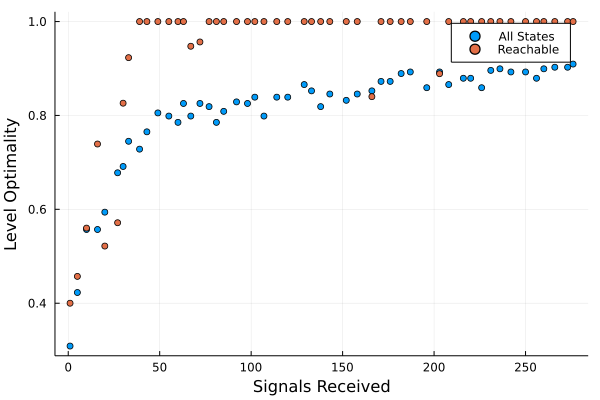 1.0
0.8
0.6
0.4
Level Optimality
All States
Reachable
0 50 100 150 200 250
Signals Received